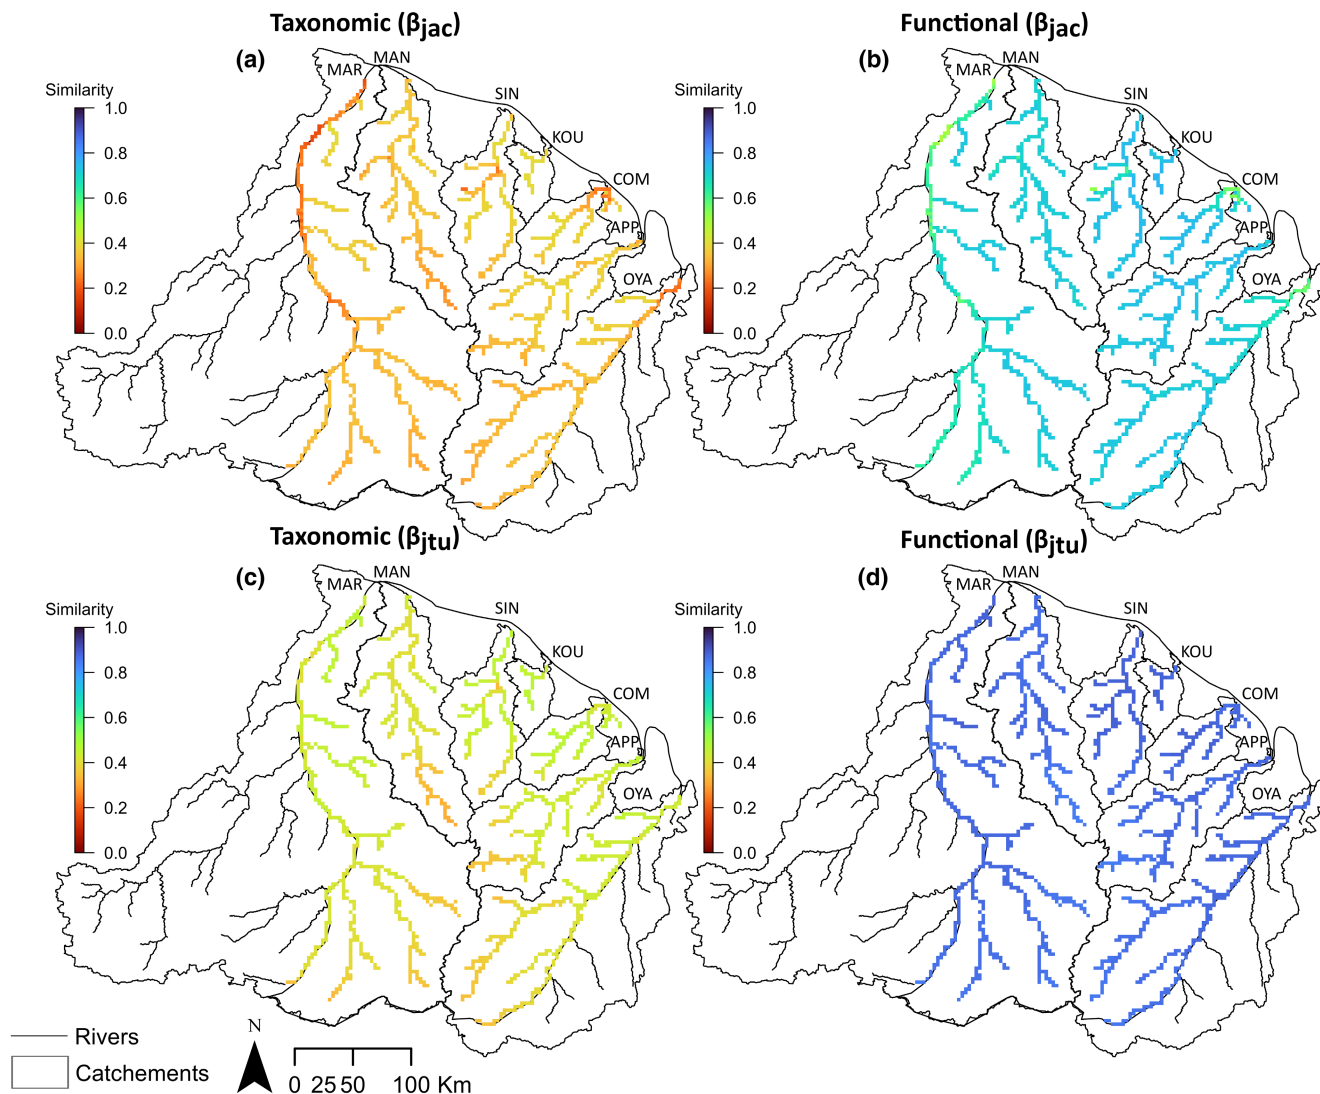 Taxonomic (βjac)
Functional (βjac)
(a)
MAR
MAN
SIN
KOU
COM
APP
OYA
Similarity
1.0
0.8
0.6
0.4
0.2
0.0
(b)
MAR
MAN
SIN
KOU
COM
APP
OYA
Similarity
1.0
0.8
0.6
0.4
0.2
0.0
Taxonomic (βjtu)
Functional (βjtu)
(c)
MAR
MAN
SIN
KOU
COM
APP
OYA
Similarity
1.0
0.8
0.6
0.4
0.2
0.0
(d)
MAR
MAN
SIN
KOU
COM
APP
OYA
Similarity
1.0
0.8
0.6
0.4
0.2
0.0
Rivers
Catchements
N
0 25 50 100 Km